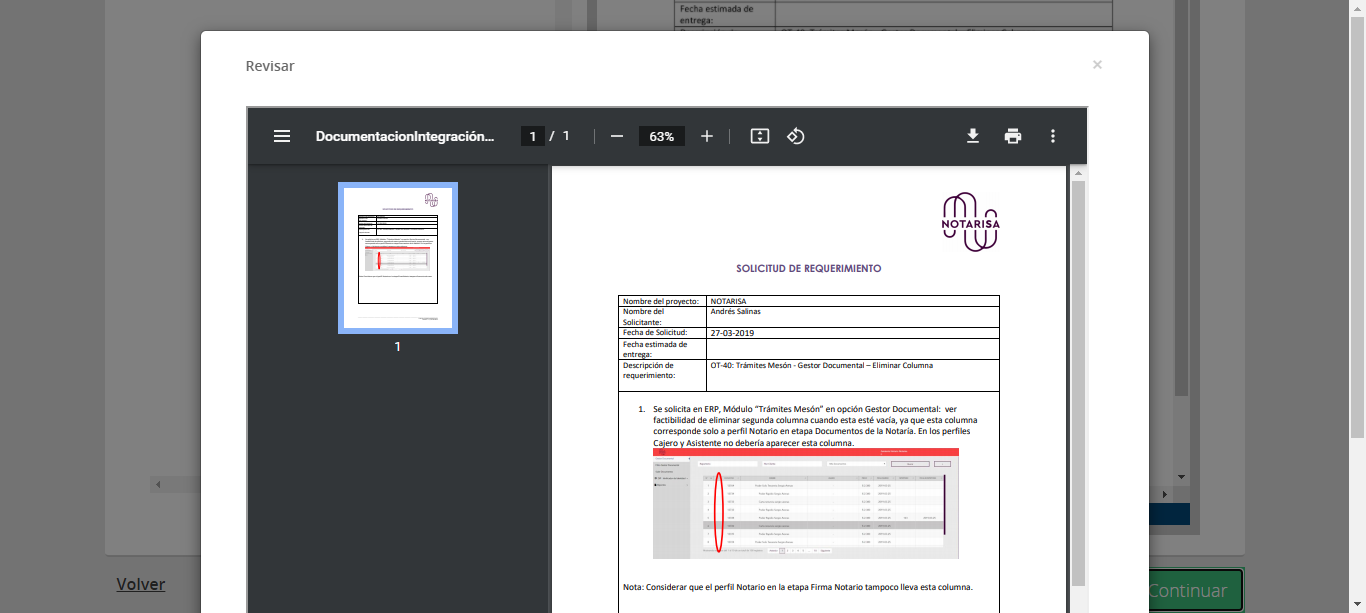 Fecha estimada de
entrega:
Revisar
×
DocumentacionIntegración...
1 / 1
63%
1
NOTARISA
SOLICITUD DE REQUERIMIENTO
Nombre del proyecto: NOTARISA
Nombre del Andrés Salinas
Solicitante:
Fecha de Solicitud: 27-03-2019
Fecha estimada de
entrega:
Descripción de OT-40: Trámites Mesón - Gestor Documental – Eliminar Columna
requerimiento:
1. Se solicita en ERP, Módulo “Trámites Mesón” en opción Gestor Documental: ver
factibilidad de eliminar segunda columna cuando esta esté vacía, ya que esta columna
corresponde solo a perfil Notario en etapa Documentos de la Notaría. En los perfiles
Cajero y Asistente no debería aparecer esta columna.
Nota: Considerar que el perfil Notario en la etapa Firma Notario tampoco lleva esta columna.
Volver
Continuar